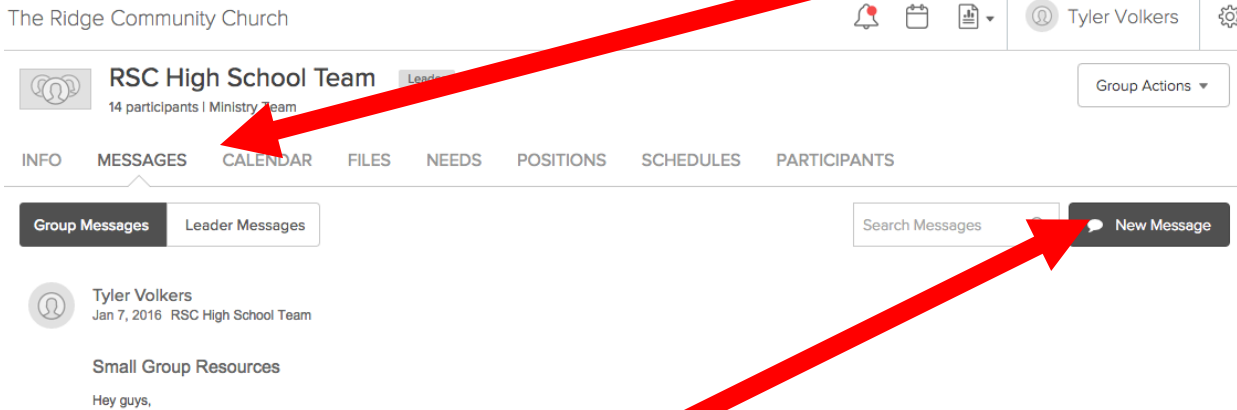 The Ridge Community Church
Tyler Volkers
RSC High School Team
14 participants | Ministry Team
Group Actions
INFO MESSAGES CALENDAR FILES NEEDS POSITIONS SCHEDULES PARTICIPANTS
Group Messages Leader Messages
Search Messages
New Message
Tyler Volkers
Jan 7, 2016 RSC High School Team
Small Group Resources
Hey guys,